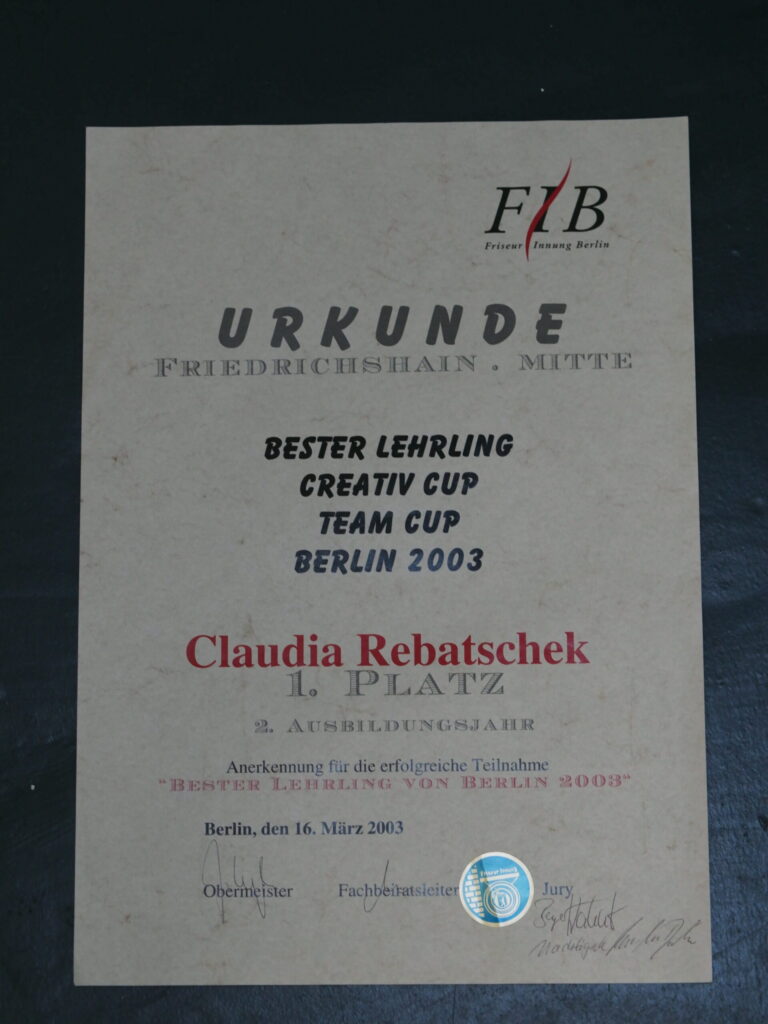 FIB
Friseur Innung Berlin
URKUNDE
FRIEDRICHSHAIN . MITTE
BESTER LEHRLING
CREATIV CUP
TEAM CUP
BERLIN 2003
Claudia Rebatschek
1. PLATZ
2. AUSBILDUNGSJAHR
Anerkennung für die erfolgreiche Teilnahme
"BESTER LEHRLING VON BERLIN 2003"
Berlin, den 16. März 2003
Obermeister Fachbeiratsleiter Friseur Innung Jury